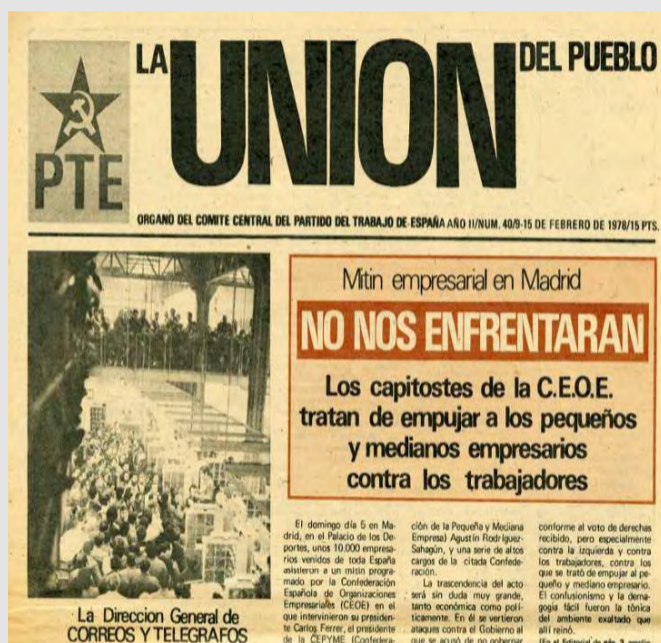 LA UNION DEL PUEBLO
PTE
ORGANO DEL COMITE CENTRAL DEL PARTIDO DEL TRABAJO DE ESPAÑA AÑO II/NUM. 40/9-15 DE FEBRERO DE 1978/15 PTS.
Mitin empresarial en Madrid
NO NOS ENFRENTARAN
Los capitostes de la C.E.O.E.
tratan de empujar a los pequeños
y medianos empresarios
contra los trabajadores
La Direccion General de
CORREOS Y TELEGRAFOS
El domingo día 5 en Ma-
drid, en el Palacio de los De-
portes, unos 10.000 empresa-
rios venidos de toda España
asistieron a un mitin progra-
mado por la Confederación
Española de Organizaciones
Empresariales (CEOE) en el
que intervinieron su presiden-
te Carlos Ferrer, el presidente
de la CEPYME (Confedera-
ción de la Pequeña y Mediana
Empresa) Agustín Rodríguez-
Sahagún, y una serie de altos
cargos de la citada Confede-
ración.
La trascendencia del acto
será sin duda muy grande,
tanto económica como polí-
ticamente. En él se vertieron
ataques contra el Gobierno al
que se acusó de no gobernar
conforme al voto de derechas
recibido, pero especialmente
contra la izquierda y contra
los trabajadores, contra los
que se trató de empujar al pe-
queño y mediano empresario.
El confusionismo y la dema-
gogia fácil fueron la tónica
del ambiente exaltado que
allí reinó.